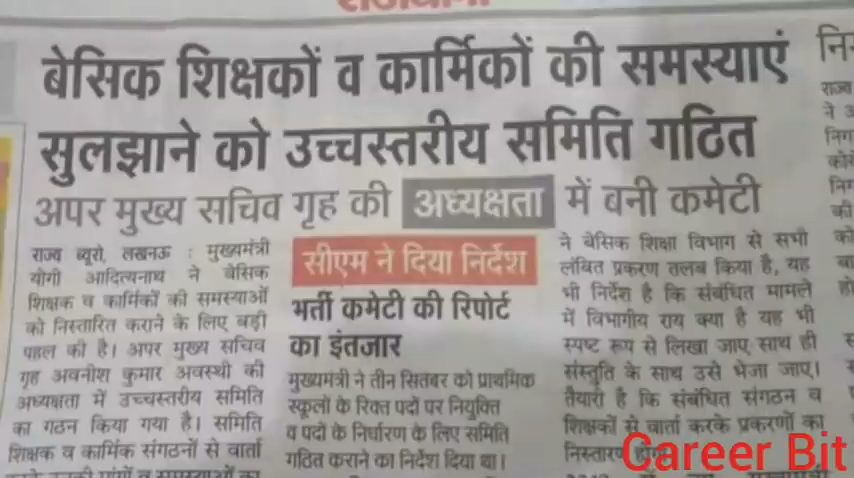 बेसिक शिक्षकों व कार्मिकों की समस्याएं
सुलझाने को उच्चस्तरीय समिति गठित
अपर मुख्य सचिव गृह की अध्यक्षता में बनी कमेटी
राज्य ब्यूरो, लखनऊ : मुख्यमंत्री
योगी आदित्यनाथ ने बेसिक
शिक्षक व कार्मिकों की समस्याओं
को निस्तारित कराने के लिए बड़ी
पहल की है। अपर मुख्य सचिव
गृह अवनीश कुमार अवस्थी की
अध्यक्षता में उच्चस्तरीय समिति
का गठन किया गया है। समिति
शिक्षक व कार्मिक संगठनों से वार्ता
सीएम ने दिया निर्देश
भर्ती कमेटी की रिपोर्ट
का इंतजार
मुख्यमंत्री ने तीन सितंबर को प्राथमिक
स्कूलों के रिक्त पदों पर नियुक्ति
व पदों के निर्धारण के लिए समिति
गठित कराने का निर्देश दिया था।
ने बेसिक शिक्षा विभाग से सभी
लंबित प्रकरण तलब किया है, यह
भी निर्देश है कि संबंधित मामले
में विभागीय राय क्या है यह भी
स्पष्ट रूप से लिखा जाए साथ ही
संस्तुति के साथ उसे भेजा जाए।
तैयारी है कि संबंधित संगठन व
शिक्षकों से वार्ता करके प्रकरणों का
निस्तारण
राज्य
ने
Career Bit